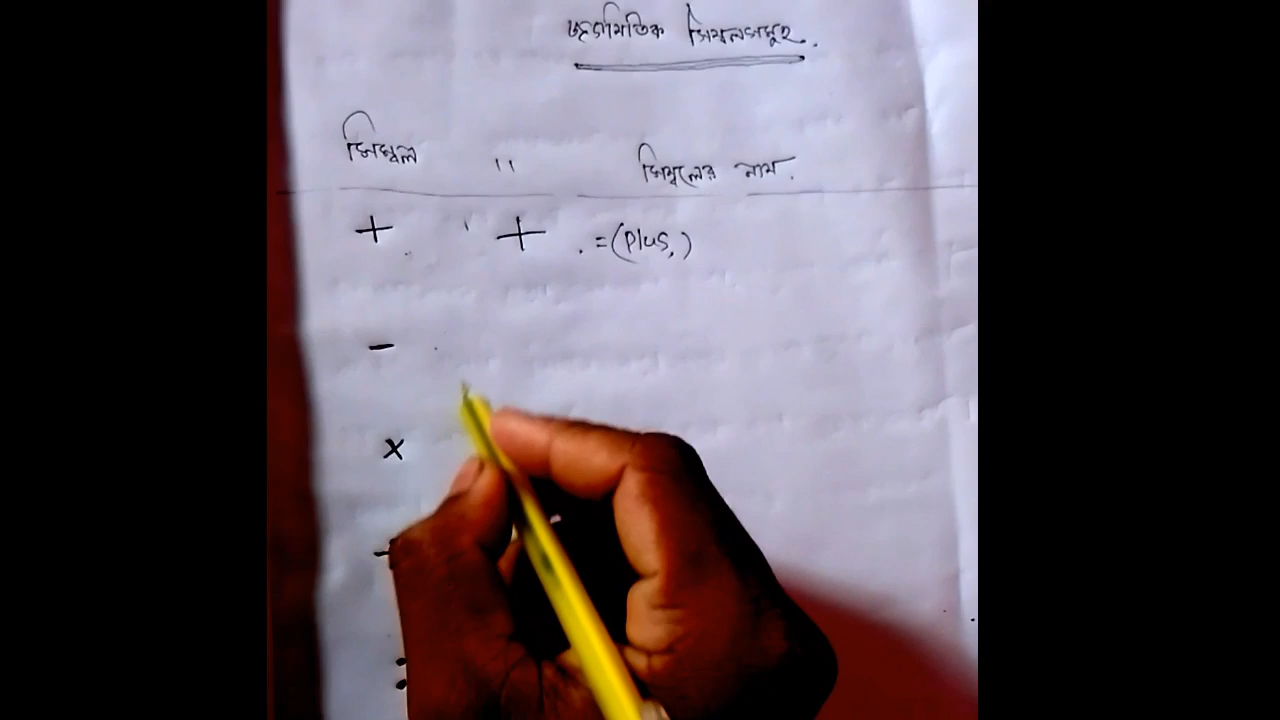 জ্যামিতিক সিম্বলসমূহ.
সিম্বল " সিম্বলের নাম.
+ ' + . = (Plus.)
-
×
: